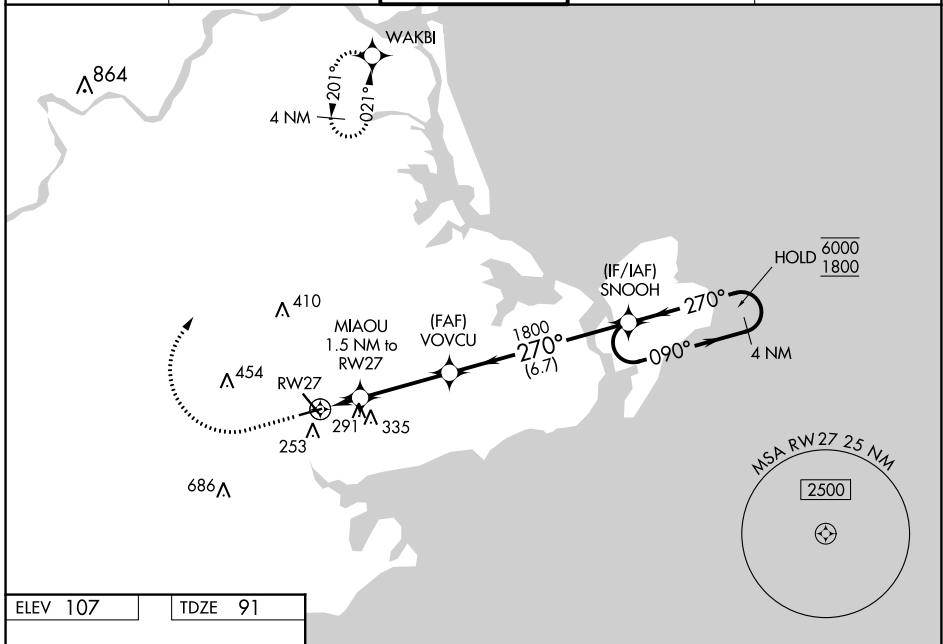 WAKBI
864
201°
021°
4 NM
HOLD 6000
1800
(IF/IAF)
SNOOH
270°
090°
4 NM
410
MIAOU
1.5 NM to
RW27
(FAF)
VOVCU
1800
270°
(6.7)
454
RW27
291
335
253
686
MSA RW27 25 NM
2500
ELEV 107
TDZE 91